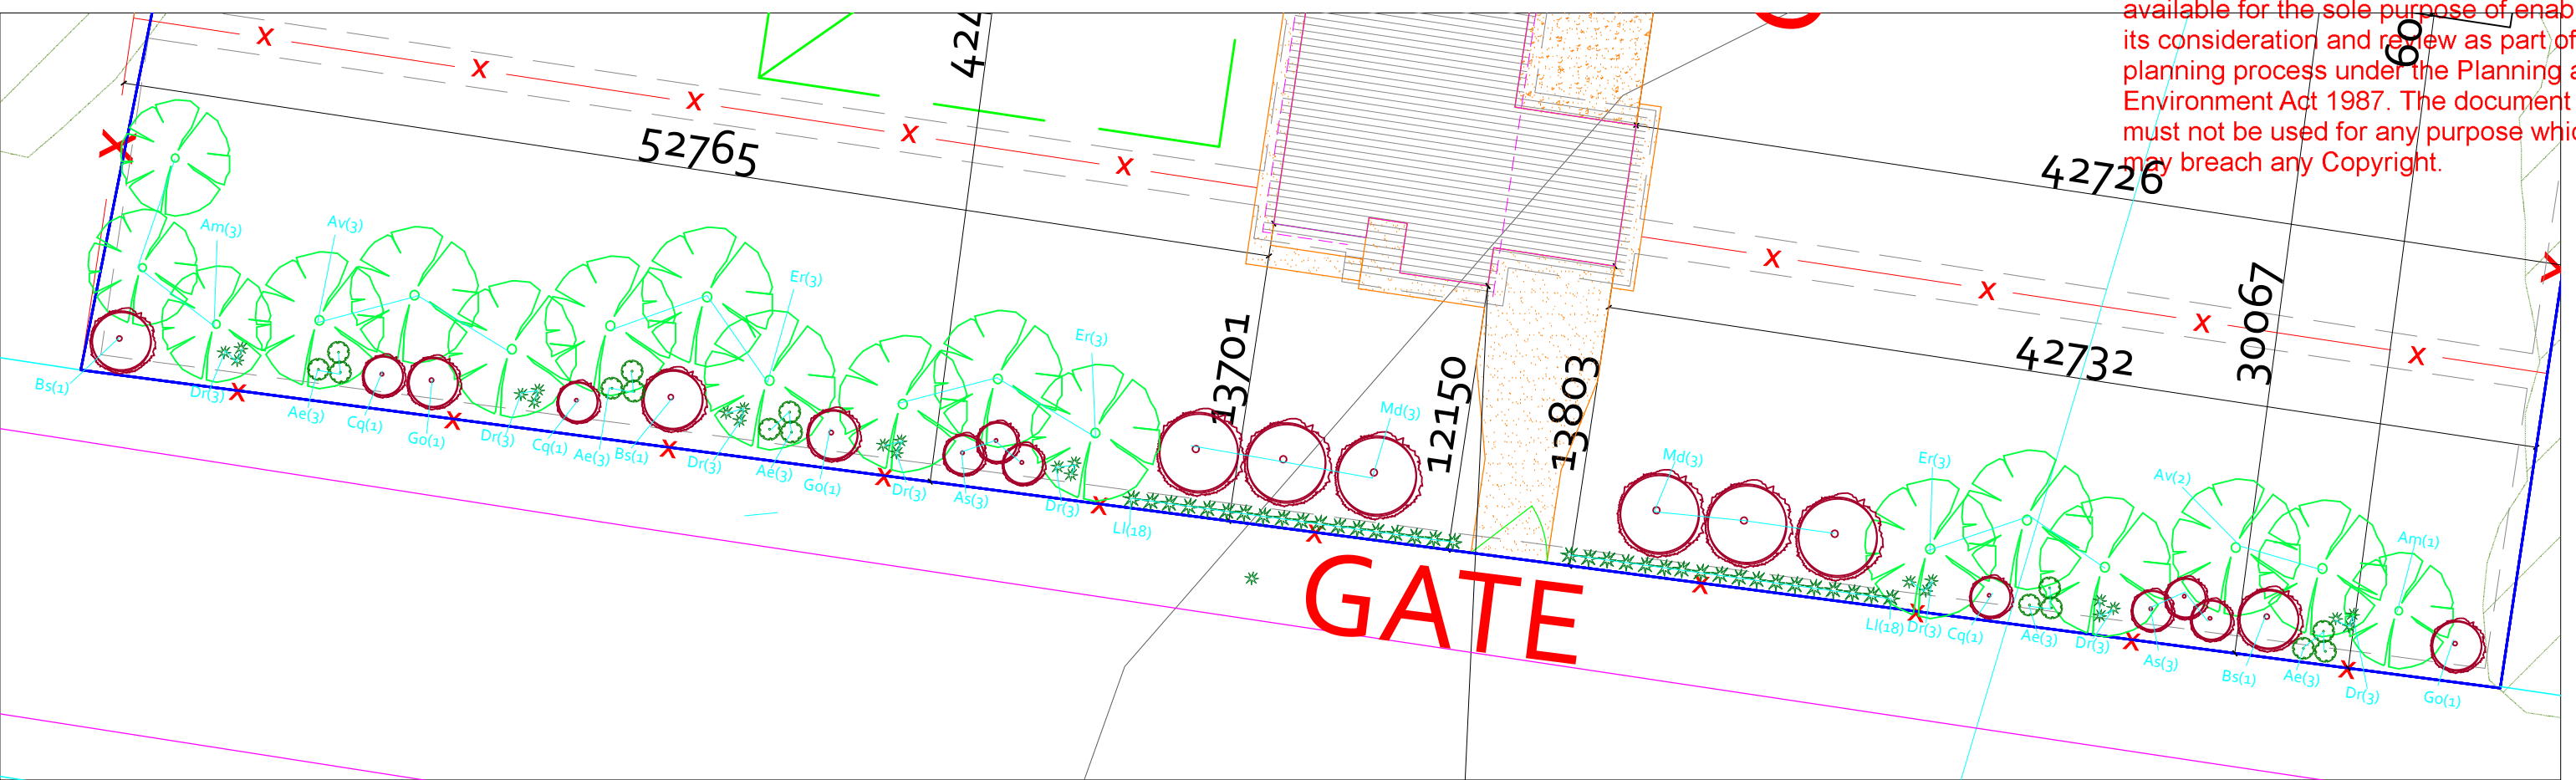 available for the sole purpose of enab
its consideration and review as part of
planning process under the Planning a
Environment Act 1987. The document
must not be used for any purpose whic
may breach any Copyright.
424
60
x x x x x
X
52765
42726
Am(3)
Av(3)
Er(3)
x x x x
Er(3)
13701
12150
13803
42732
30067
Bs(1)
Dr(3)
Ae(3)
Cq(1)
Go(1)
Dr(3)
Cq(1)
Ae(3)
Bs(1)
Dr(3)
Ae(3)
Go(1)
Dr(3)
As(3)
Dr(3)
Ll(18)
Md(3)
Md(3)
Er(3)
Av(2)
Am(1)
x x x x x x x x x x
GATE
Ll(18)
Dr(3)
Cq(1)
Ae(3)
Dr(3)
As(3)
Bs(1)
Ae(3)
Dr(3)
Go(1)